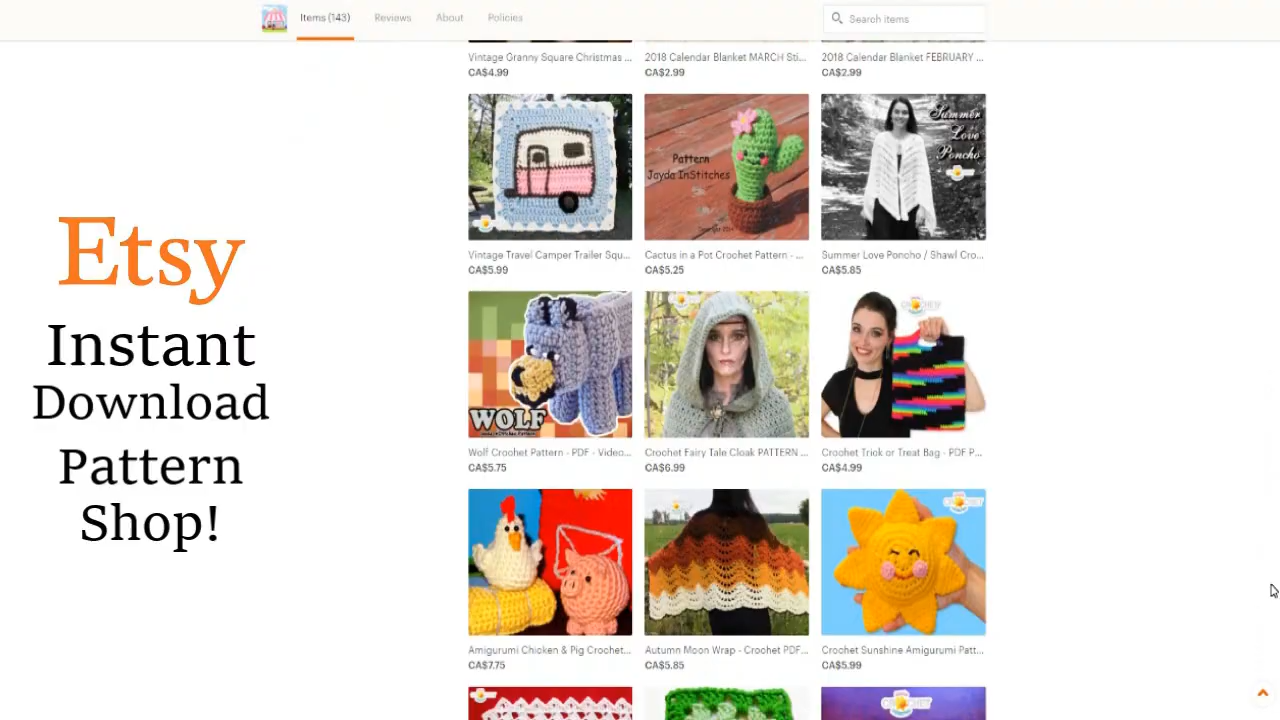 Items (143)
Reviews
About
Policies
Search items
Vintage Granny Square Christmas ...
CA$4.99
2018 Calendar Blanket MARCH Sti...
CA$2.99
2018 Calendar Blanket FEBRUARY ...
CA$2.99
Pattern
Jayda InStitches
Summer
Love
Poncho
Vintage Travel Camper Trailer Squ...
CA$5.99
Cactus in a Pot Crochet Pattern - ...
CA$5.25
Summer Love Poncho / Shawl Cro...
CA$5.85
Etsy
Instant
Download
Pattern
Shop!
WOLF
CROCHET
Wolf Crochet Pattern - PDF - Video...
CA$5.75
Crochet Fairy Tale Cloak PATTERN ...
CA$6.99
Crochet Trick or Treat Bag - PDF P...
CA$4.99
CROCHET
Amigurumi Chicken & Pig Crochet...
CA$7.75
Autumn Moon Wrap - Crochet PDF...
CA$5.85
Crochet Sunshine Amigurumi Patt...
CA$5.99
CROCHET